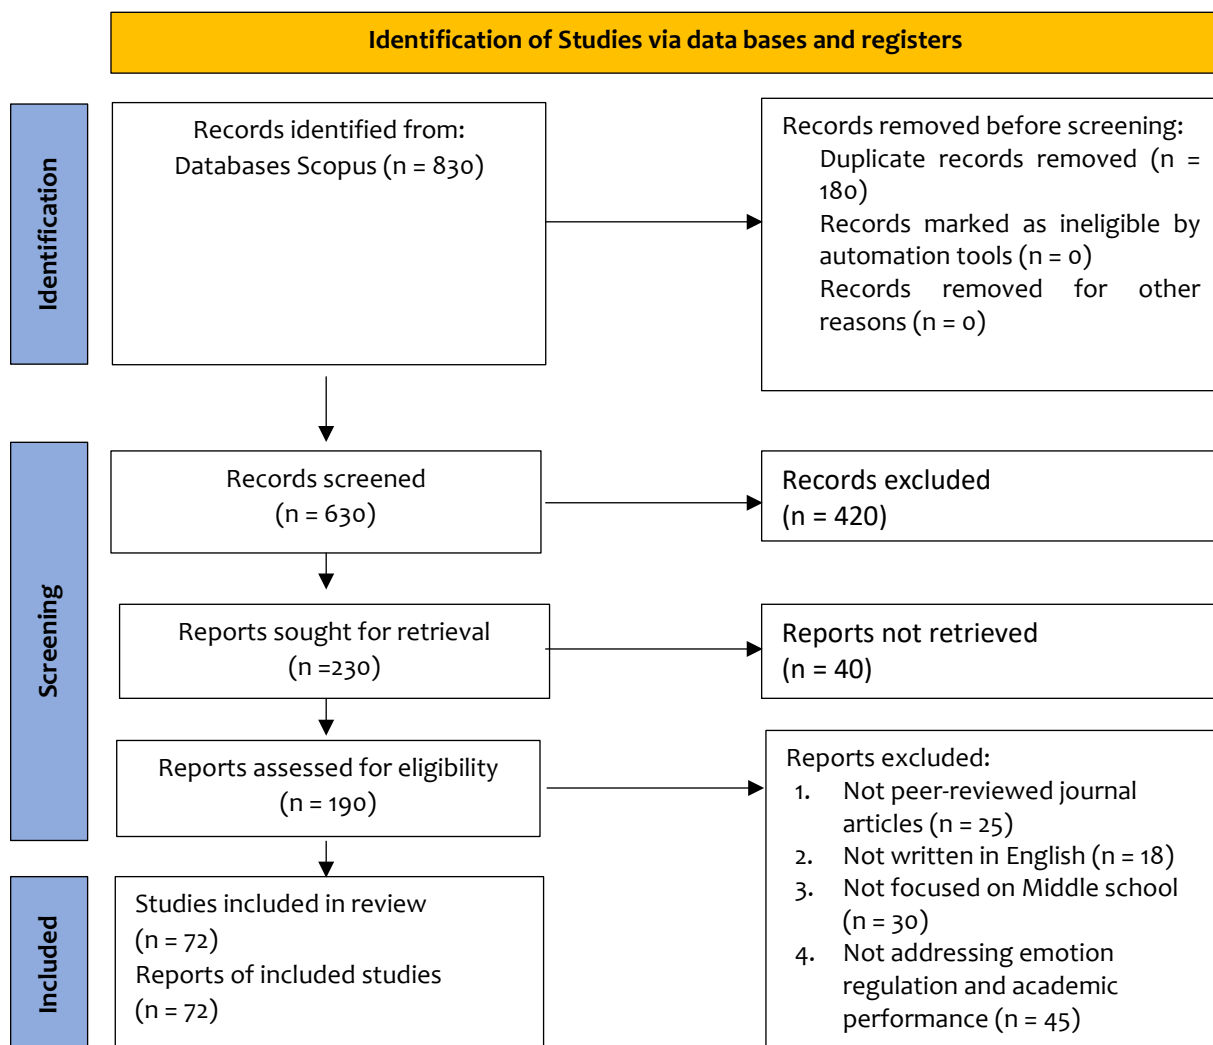 Identification of Studies via data bases and registers
Identification
Records identified from:
Databases Scopus (n = 830)
Records removed before screening:
Duplicate records removed (n =
180)
Records marked as ineligible by
automation tools (n = 0)
Records removed for other
reasons (n = 0)
Screening
Records screened
(n = 630)
Records excluded
(n = 420)
Reports sought for retrieval
(n =230)
Reports not retrieved
(n = 40)
Reports assessed for eligibility
(n = 190)
Reports excluded:
1. Not peer-reviewed journal
articles (n = 25)
2. Not written in English (n = 18)
3. Not focused on Middle school
(n = 30)
4. Not addressing emotion
regulation and academic
performance (n = 45)
Included
Studies included in review
(n = 72)
Reports of included studies
(n = 72)